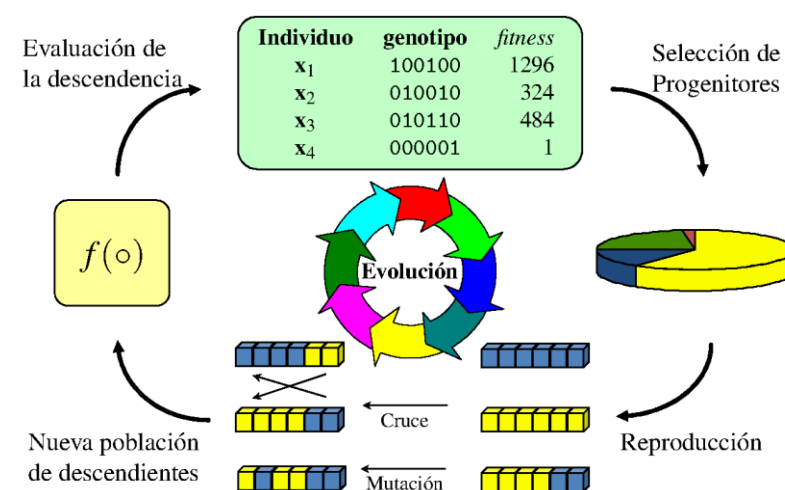 Evaluación de
la descendencia
Individuo genotipo fitness
x1 100100 1296
x2 010010 324
x3 010110 484
x4 000001 1
Selección de
Progenitores
f(∘)
Evolución
Cruce
Mutación
Reproducción
Nueva población
de descendientes